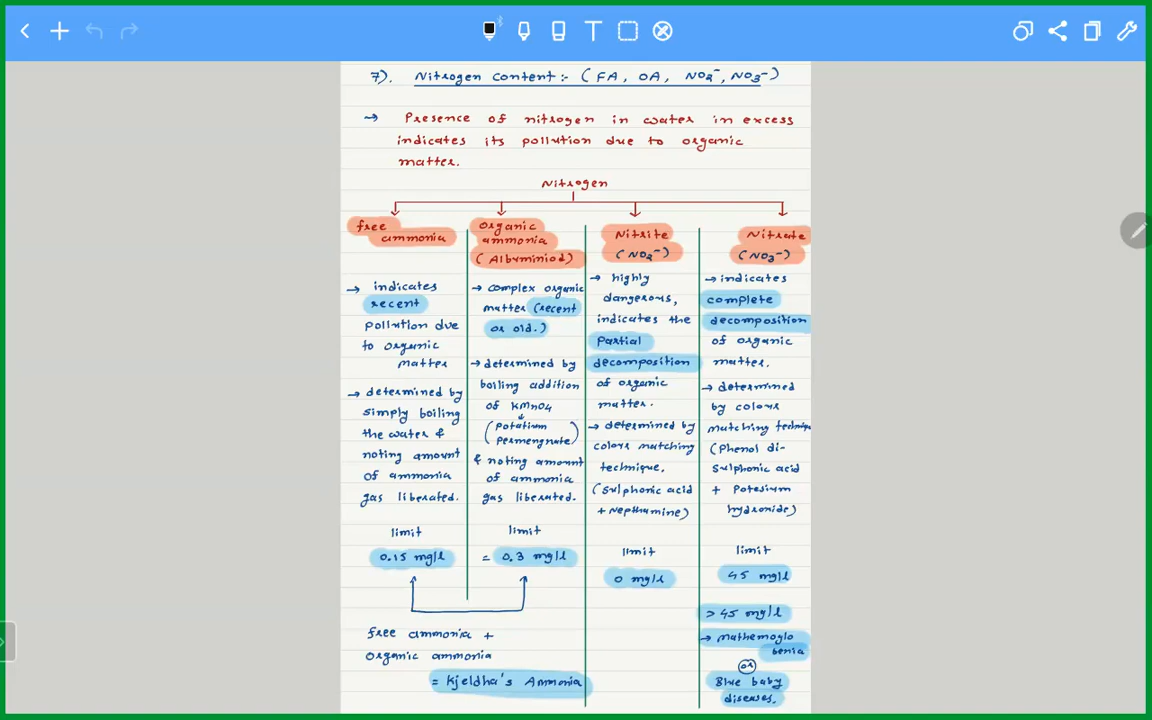 7). Nitrogen Content:- (FA, OA, NO2⁻, NO3⁻)
→ Presence of nitrogen in water in excess
indicates its pollution due to organic
matter.
Nitrogen
free
ammonia
→ indicates
recent
pollution due
to organic
matter
→ determined by
simply boiling
the water &
noting amount
of ammonia
gas liberated.
limit
0.15 mg/l
Organic
ammonia
(Albuminiod)
→ complex organic
matter (recent
or old.)
→ determined by
boiling addition
of KMnO4
(Potatium
Permengnate)
& noting amount
of ammonia
gas liberated.
limit
= 0.3 mg/l
free ammonia +
organic ammonia
= Kjeldha's Ammonia
Nitrite
(NO2⁻)
→ highly
dangerous,
indicates the
Partial
decomposition
of organic
matter.
→ determined by
colour matching
technique.
(Sulphonic acid
+ Nepthamine)
limit
0 mg/l
Nitrate
(NO3⁻)
→ indicates
complete
decomposition
of organic
matter.
→ determined
by colour
matching techniqu
(Phenol di-
Sulphonic acid
+ Potesium
hydroxide)
limit
45 mg/l
> 45 mg/l
→ Mathemoglo
benia
or
Blue baby
diseases.
T